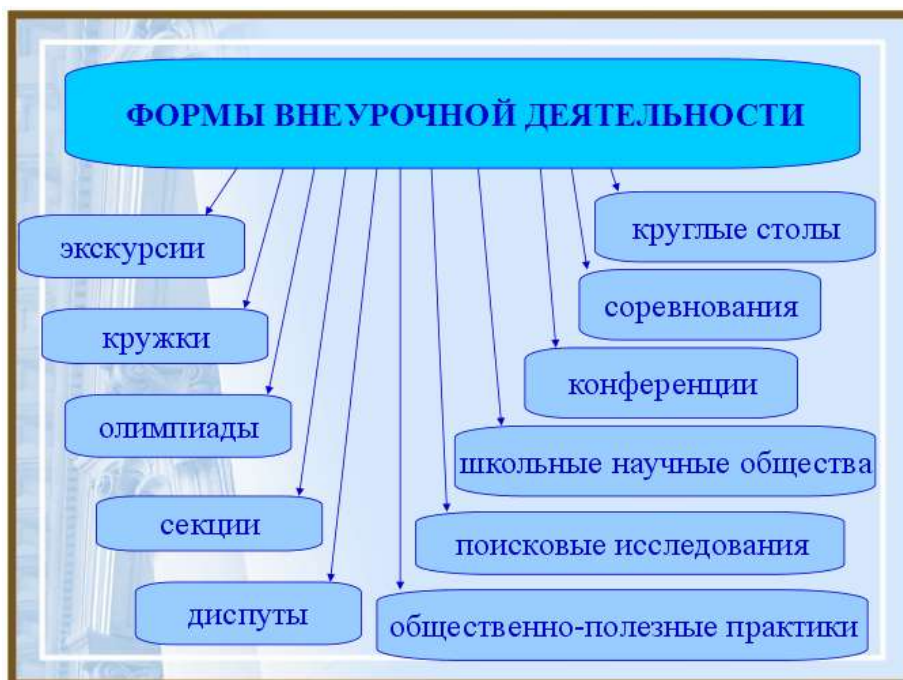 ФОРМЫ ВНЕУРОЧНОЙ ДЕЯТЕЛЬНОСТИ
экскурсии
кружки
олимпиады
секции
диспуты
круглые столы
соревнования
конференции
школьные научные общества
поисковые исследования
общественно-полезные практики